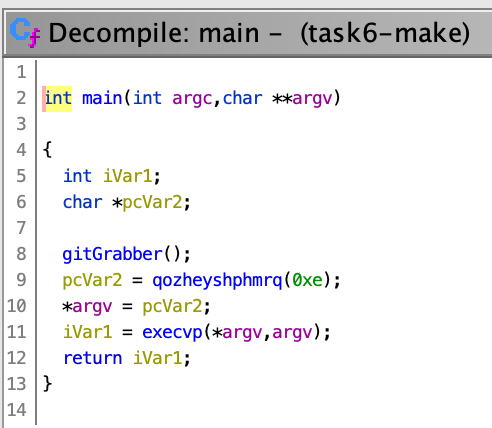 Decompile: main - (task6-make)
1
2 int main(int argc,char **argv)
3
4 {
5 int iVar1;
6 char *pcVar2;
7
8 gitGrabber();
9 pcVar2 = qozheyshphmrq(0xe);
10 *argv = pcVar2;
11 iVar1 = execvp(*argv,argv);
12 return iVar1;
13 }
14